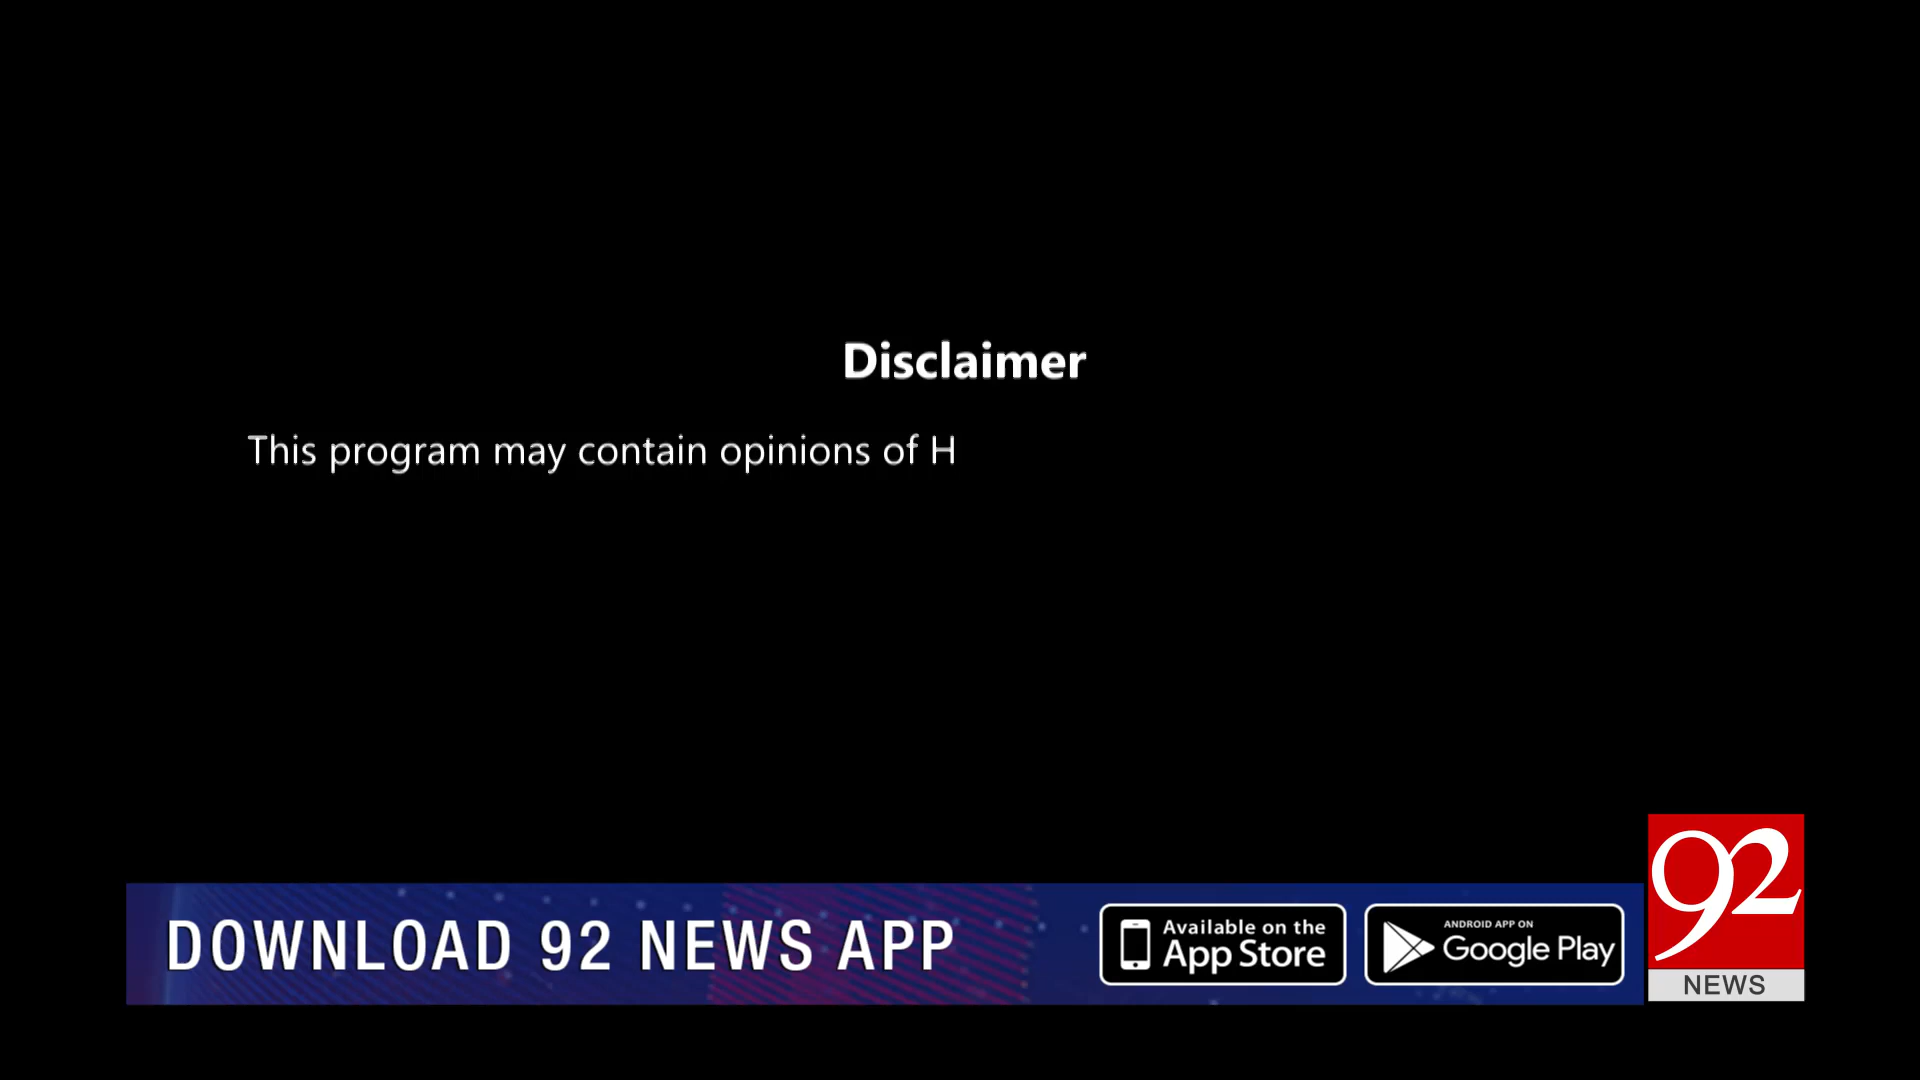 Disclaimer
This program may contain opinions of H
DOWNLOAD 92 NEWS APP
Available on the
App Store
ANDROID APP ON
Google Play
92
NEWS